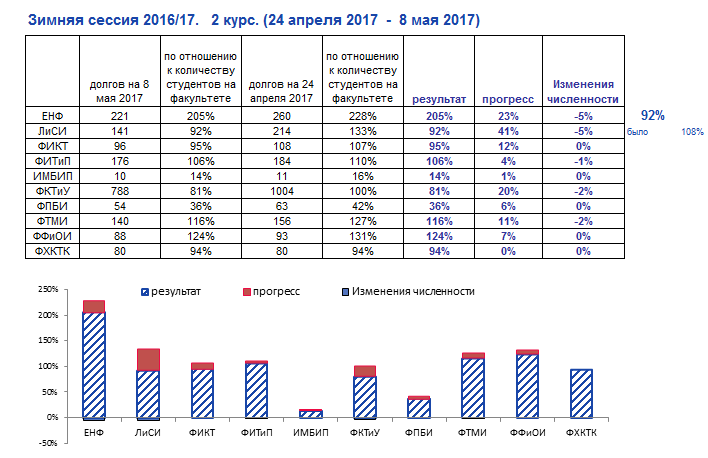 Зимняя сессия 2016/17. 2 курс. (24 апреля 2017 - 8 мая 2017)
долгов на 8 мая 2017 по отношению к количеству студентов на факультете долгов на 24 апреля 2017 по отношению к количеству студентов на факультете результат прогресс Изменения численности
ЕНФ 221 205% 260 228% 205% 23% -5% 92%
ЛиСИ 141 92% 214 133% 92% 41% -5% было 108%
ФИКТ 96 95% 108 107% 95% 12% 0%
ФИТиП 176 106% 184 110% 106% 4% -1%
ИМБИП 10 14% 11 16% 14% 1% 0%
ФКТиУ 788 81% 1004 100% 81% 20% -2%
ФПБИ 54 36% 63 42% 36% 6% 0%
ФТМИ 140 116% 156 127% 116% 11% -2%
ФФиОИ 88 124% 93 131% 124% 7% 0%
ФХКТК 80 94% 80 94% 94% 0% 0%
250% результат прогресс Изменения численности
200%
150%
100%
50%
0%
ЕНФ ЛиСИ ФИКТ ФИТиП ИМБИП ФКТиУ ФПБИ ФТМИ ФФиОИ ФХКТК
-50%